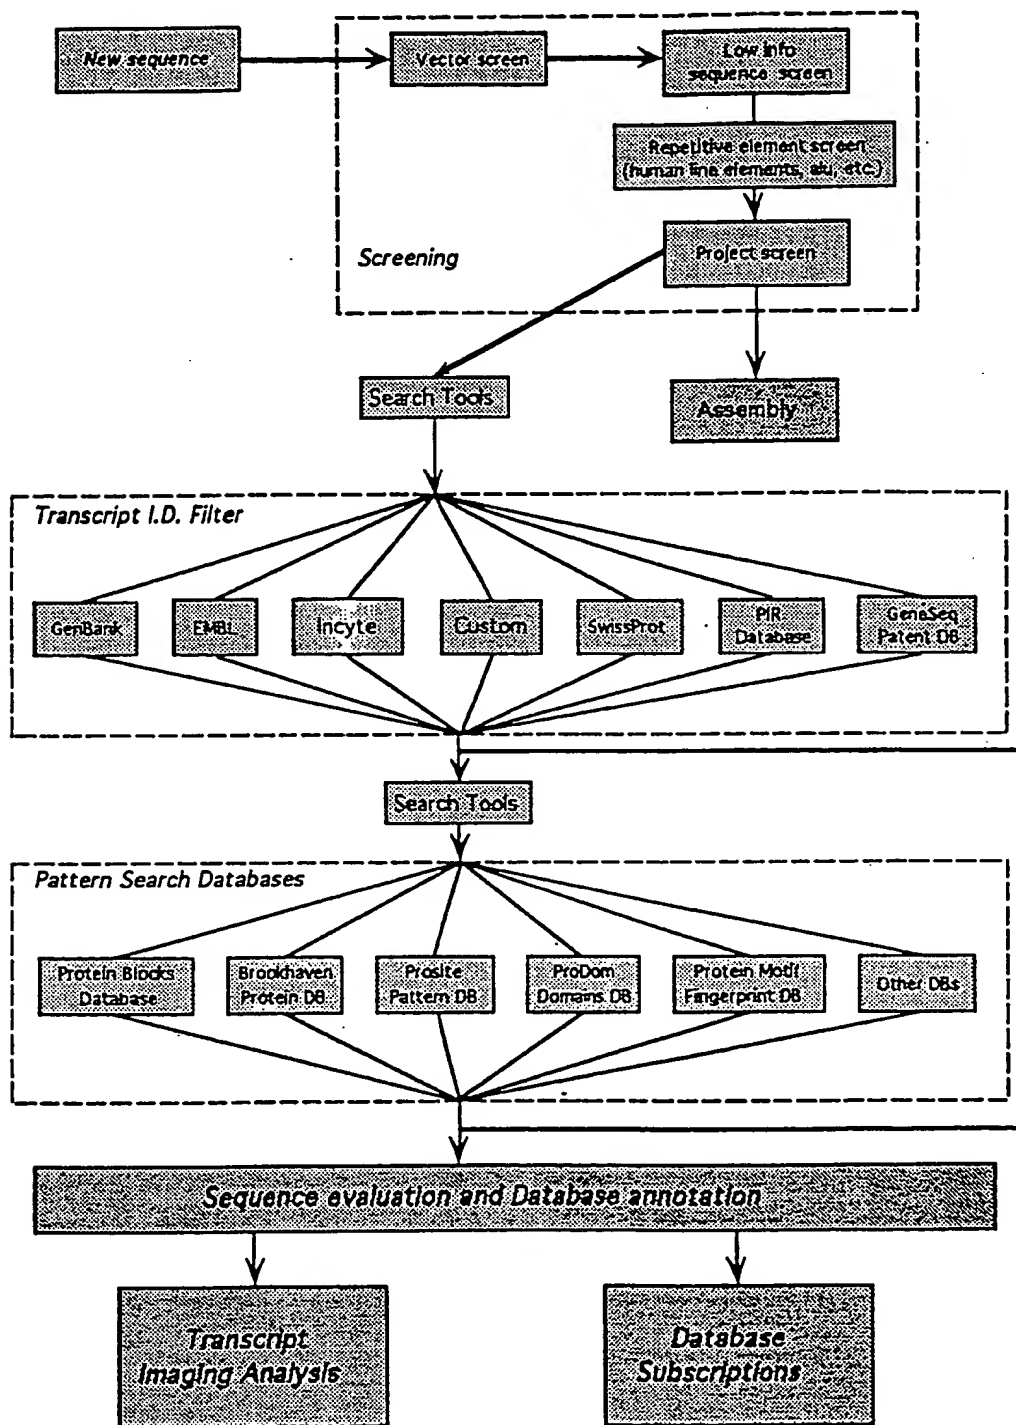 New sequence
Vector screen
Low info
sequence screen
Repetitive element screen
(human line elements, alu, etc.)
Screening
Project screen
Search Tools
Assembly
Transcript I.D. Filter
GenBank
EMBL
Incyte
Custom
SwissProt
PIR
Database
GeneSeq
Patent DB
Search Tools
Pattern Search Databases
Protein Blocks
Database
Brookhaven
Protein DB
Prosite
Pattern DB
ProDom
Domains DB
Protein Motif
Fingerprint DB
Other DBs
Sequence evaluation and Database annotation
Transcript
Imaging Analysis
Database
Subscriptions